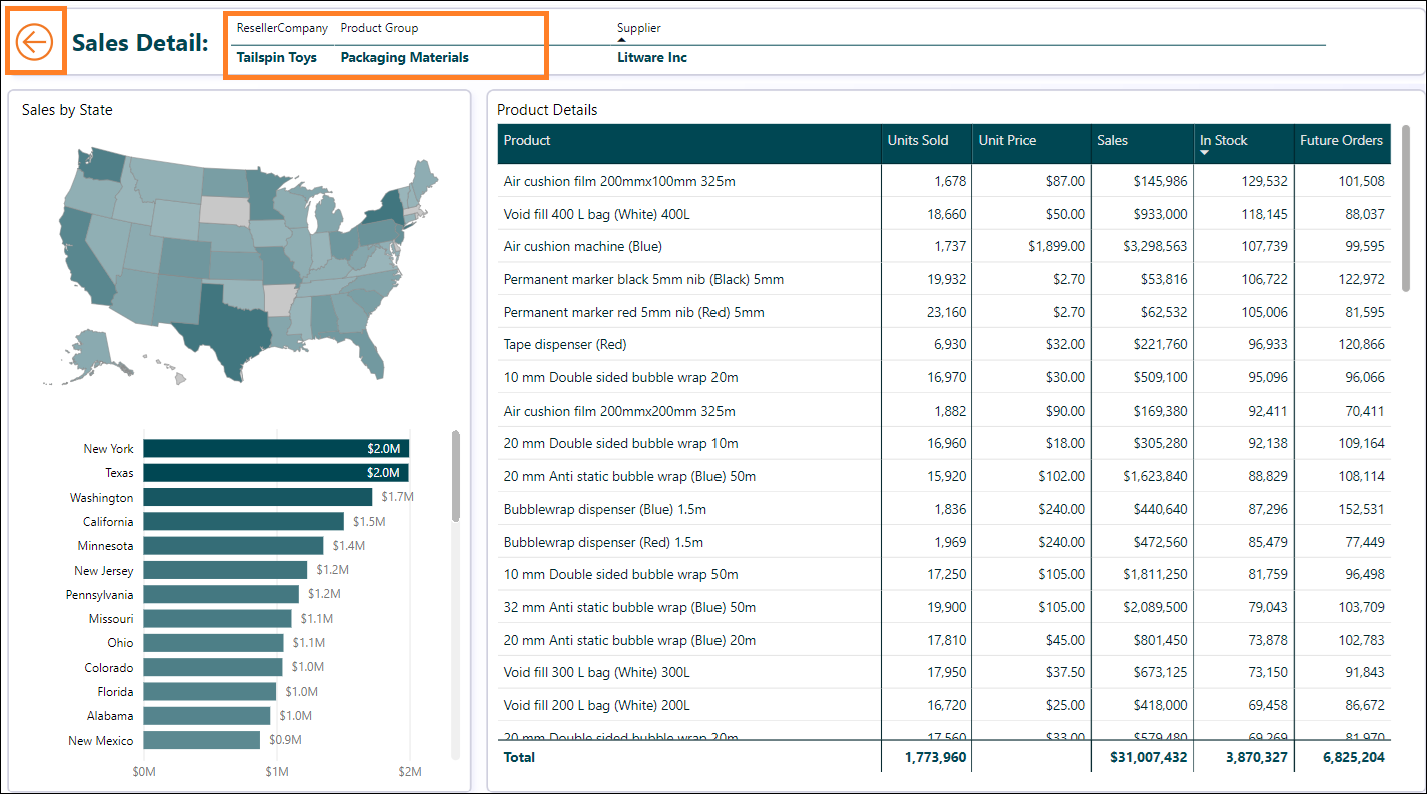 Sales Detail:
ResellerCompany Product Group Supplier
Tailspin Toys Packaging Materials Litware Inc
Sales by State
New York $2.0M
Texas $2.0M
Washington $1.7M
California $1.5M
Minnesota $1.4M
New Jersey $1.2M
Pennsylvania $1.2M
Missouri $1.1M
Ohio $1.1M
Colorado $1.0M
Florida $1.0M
Alabama $1.0M
New Mexico $0.9M
$0M $1M $2M
Product Details
Product Units Sold Unit Price Sales In Stock Future Orders
Air cushion film 200mmx100mm 325m 1,678 $87.00 $145,986 129,532 101,508
Void fill 400 L bag (White) 400L 18,660 $50.00 $933,000 118,145 88,037
Air cushion machine (Blue) 1,737 $1,899.00 $3,298,563 107,739 99,595
Permanent marker black 5mm nib (Black) 5mm 19,932 $2.70 $53,816 106,722 122,972
Permanent marker red 5mm nib (Red) 5mm 23,160 $2.70 $62,532 105,006 81,595
Tape dispenser (Red) 6,930 $32.00 $221,760 96,933 120,866
10 mm Double sided bubble wrap 20m 16,970 $30.00 $509,100 95,096 96,066
Air cushion film 200mmx200mm 325m 1,882 $90.00 $169,380 92,411 70,411
20 mm Double sided bubble wrap 10m 16,960 $18.00 $305,280 92,138 109,164
20 mm Anti static bubble wrap (Blue) 50m 15,920 $102.00 $1,623,840 88,829 108,114
Bubblewrap dispenser (Blue) 1.5m 1,836 $240.00 $440,640 87,296 152,531
Bubblewrap dispenser (Red) 1.5m 1,969 $240.00 $472,560 85,479 77,449
10 mm Double sided bubble wrap 50m 17,250 $105.00 $1,811,250 81,759 96,498
32 mm Anti static bubble wrap (Blue) 50m 19,900 $105.00 $2,089,500 79,043 103,709
20 mm Anti static bubble wrap (Blue) 20m 17,810 $45.00 $801,450 73,878 102,783
Void fill 300 L bag (White) 300L 17,950 $37.50 $673,125 73,150 91,843
Void fill 200 L bag (White) 200L 16,720 $25.00 $418,000 69,458 86,672
20 mm Double sided bubble wrap 20m 17,560 $33.00 $579,480 69,269 81,970
Total 1,773,960 $31,007,432 3,870,327 6,825,204